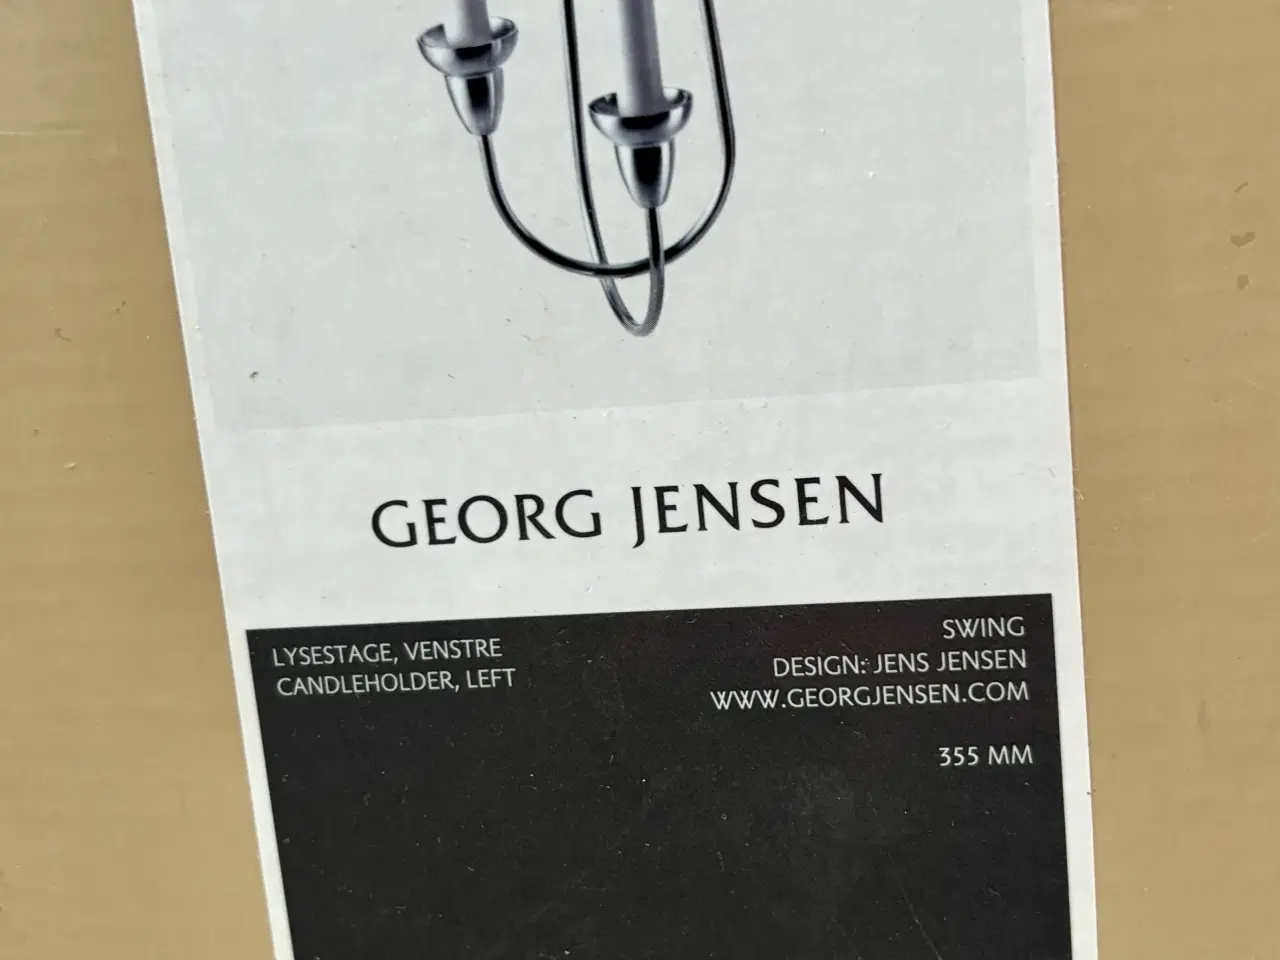 GEORG JENSEN
LYSESTAGE, VENSTRE
CANDLEHOLDER, LEFT
SWING
DESIGN: JENS JENSEN
WWW.GEORGJENSEN.COM
355 MM